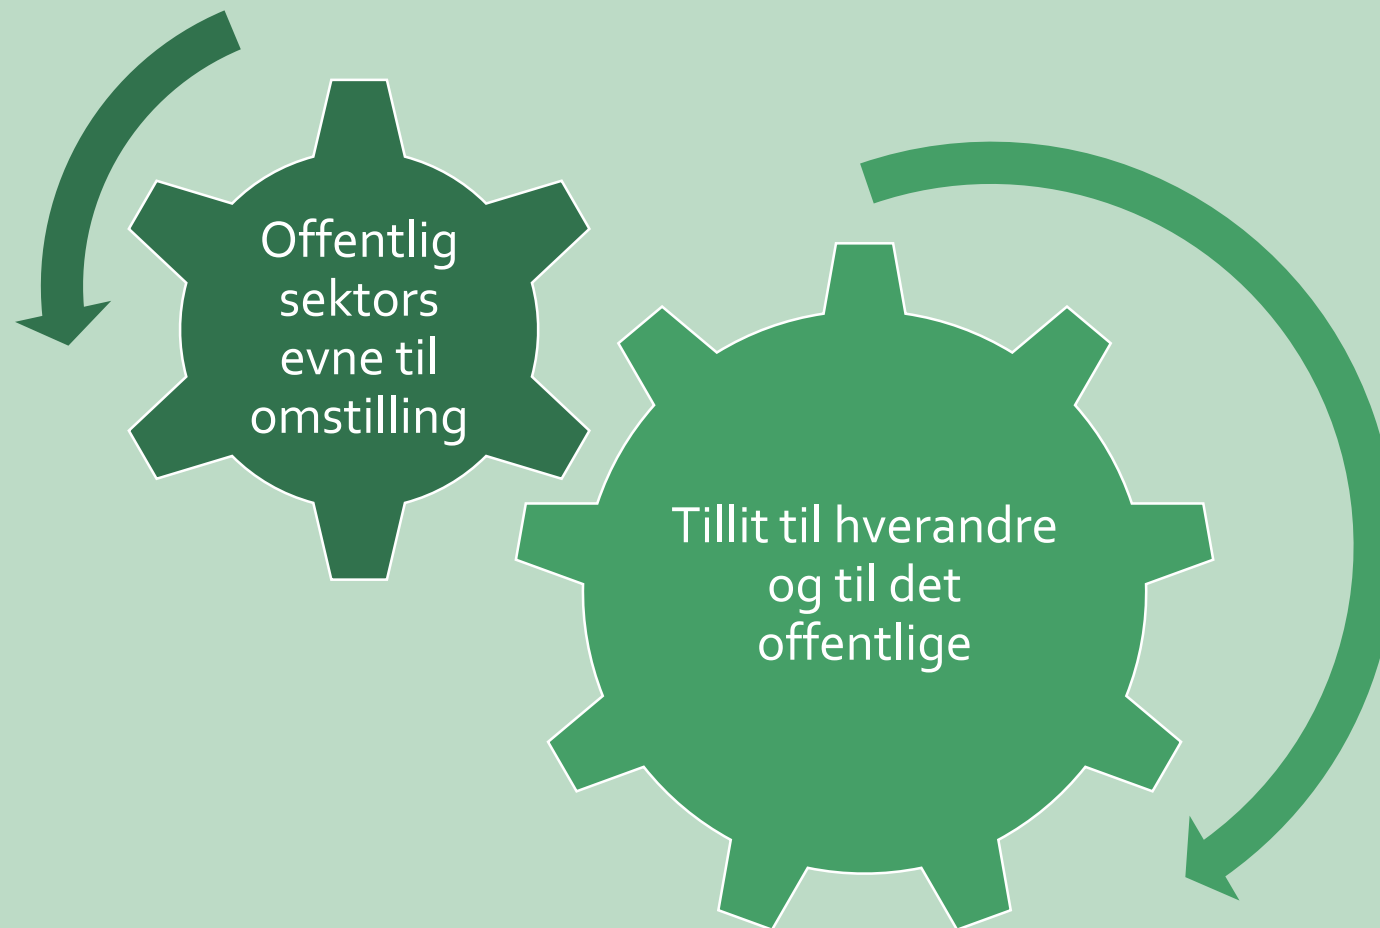 Offentlig
sektors
evne til
omstilling
Tillit til hverandre
og til det
offentlige